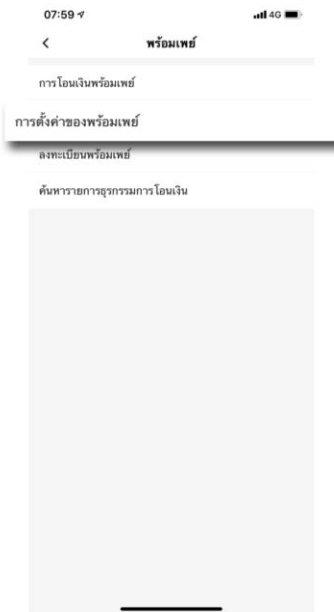 07:59
4G
พร้อมเพย์
การโอนเงินพร้อมเพย์
การตั้งค่าของพร้อมเพย์
ลงทะเบียนพร้อมเพย์
ค้นหารายการธุรกรรมการโอนเงิน